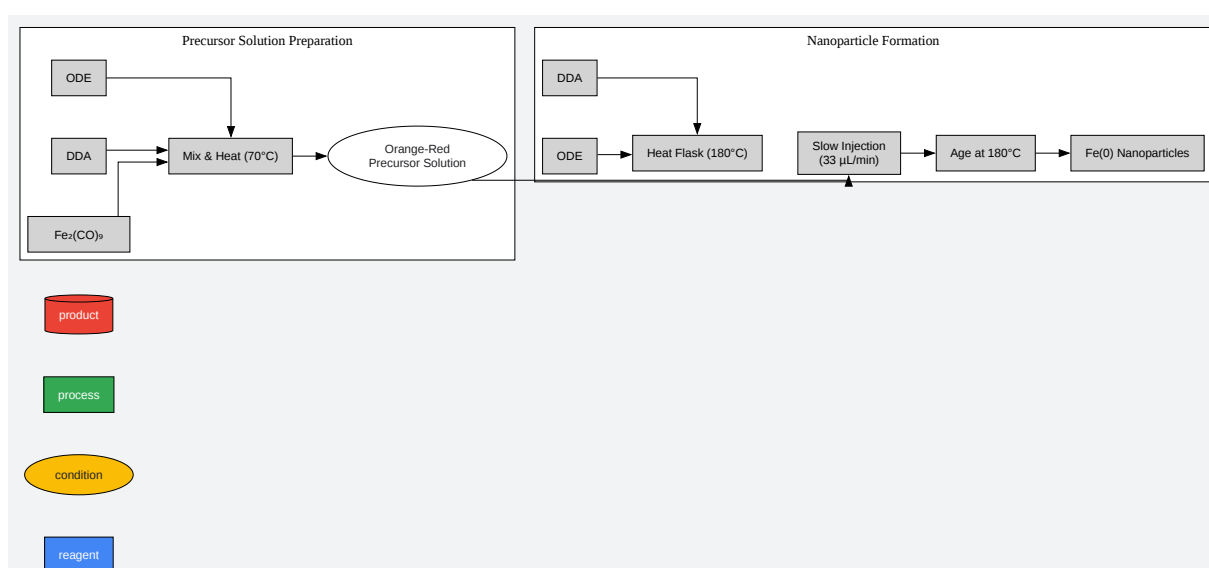 Precursor Solution Preparation
ODE
DDA
Mix & Heat (70°C)
Orange-Red
Precursor Solution
Fe₂(CO)₉
Nanoparticle Formation
DDA
ODE
Heat Flask (180°C)
Slow Injection
(33 µL/min)
Age at 180°C
Fe(0) Nanoparticles
product
process
condition
reagent